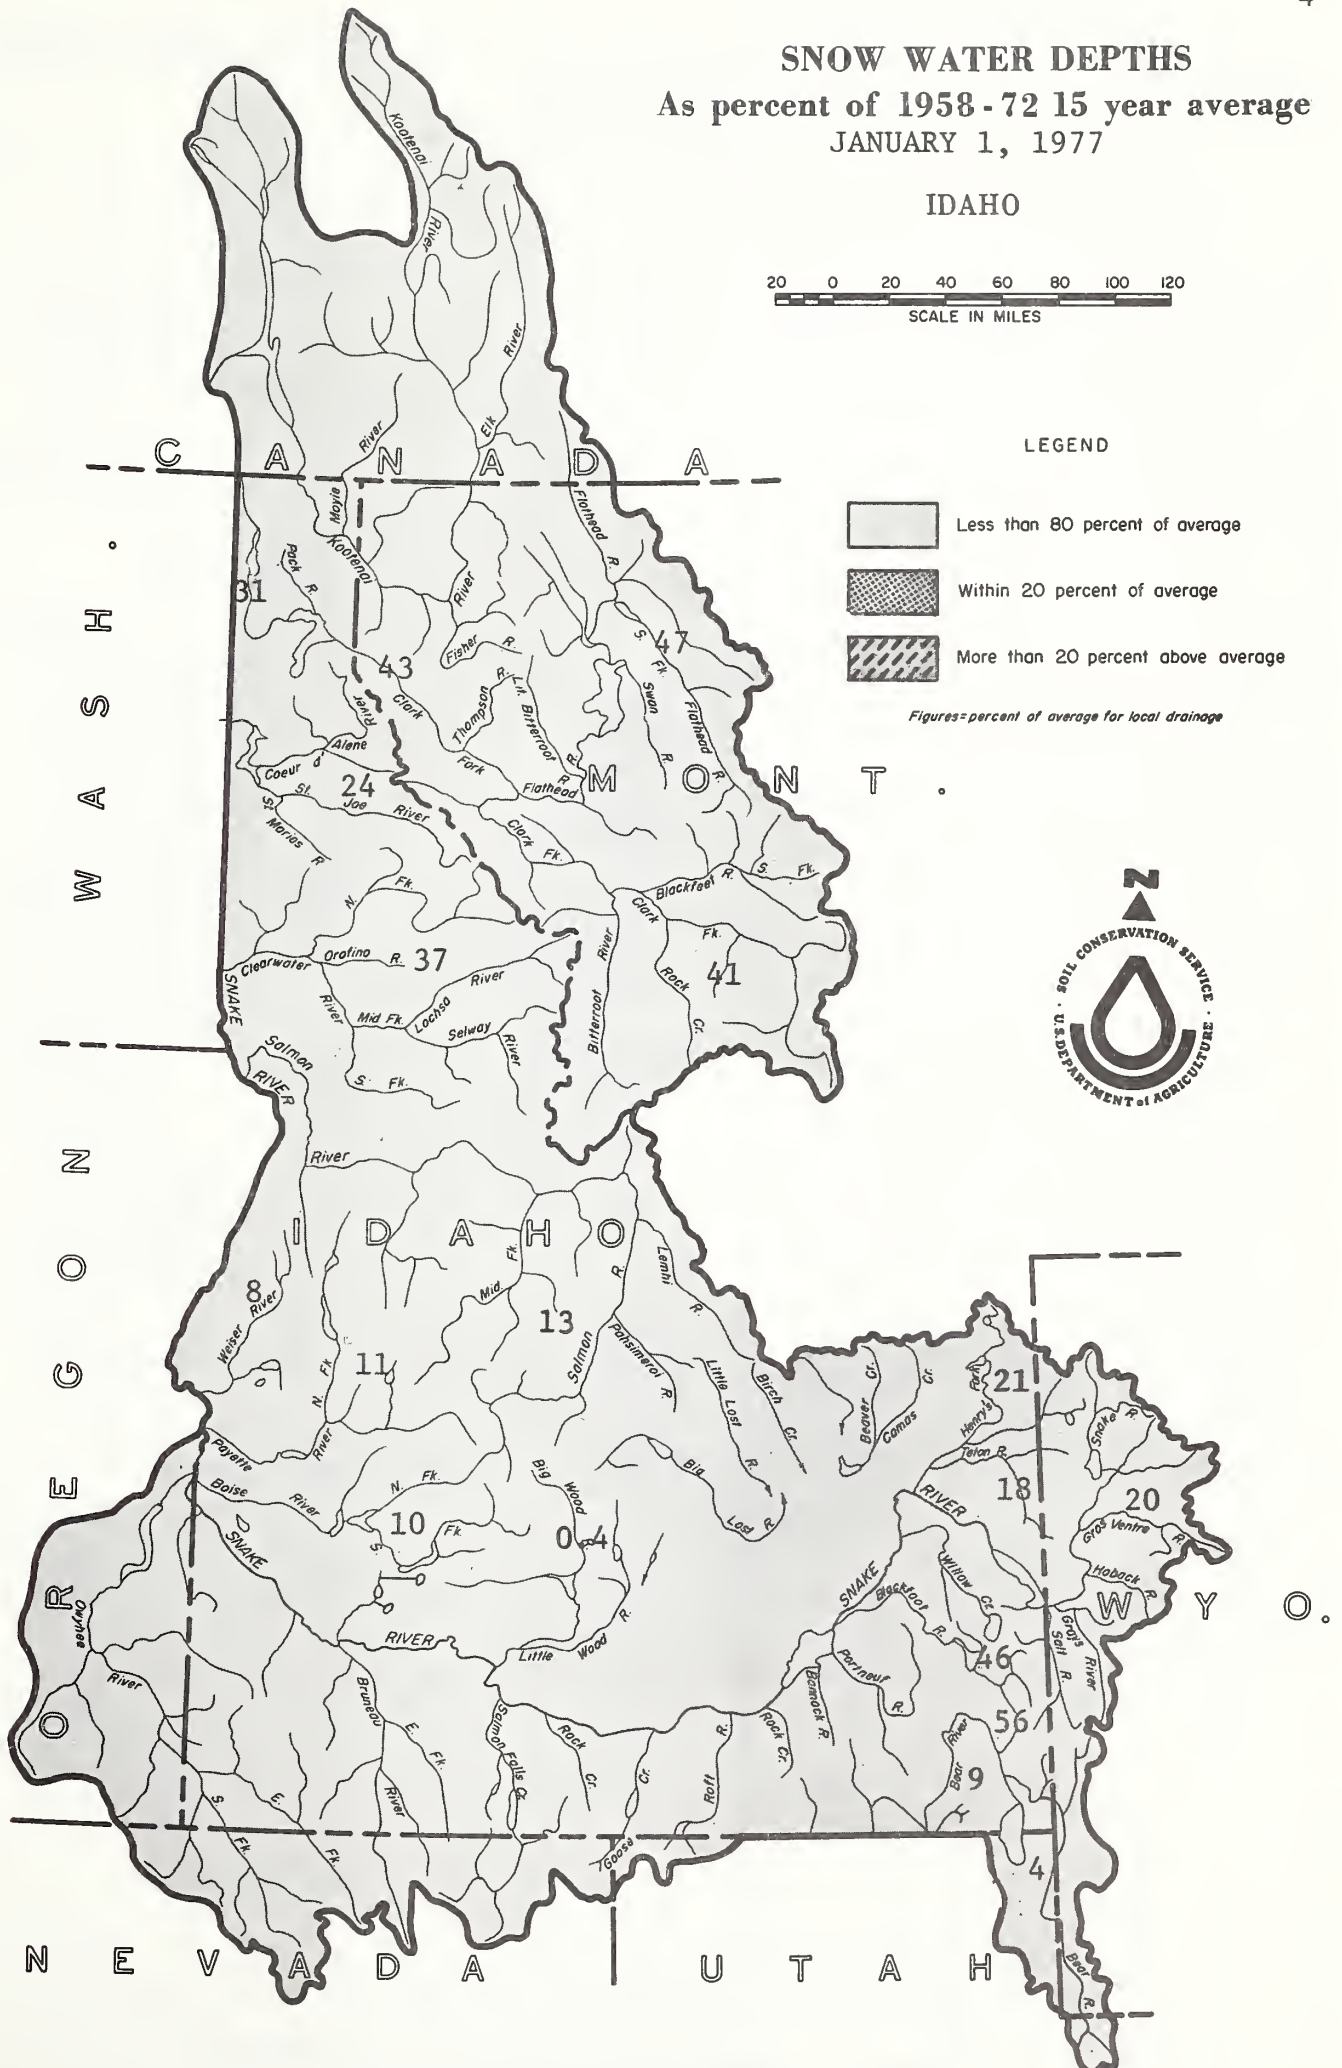 4
SNOW WATER DEPTHS
As percent of 1958-72 15 year average
JANUARY 1, 1977
IDAHO
20 0 20 40 60 80 100 120
SCALE IN MILES
LEGEND
Less than 80 percent of average
Within 20 percent of average
More than 20 percent above average
Figures=percent of average for local drainage
N
SOIL CONSERVATION SERVICE
U.S. DEPARTMENT of AGRICULTURE
CANADA
WASH.
OREGON
IDAHO
MONT.
WYO.
NEVADA
UTAH
Kootenai
River
River
Elk
River
Moyie
Kootenai
River
Flathead R.
Pack R.
31
43
47
Fisher R.
S. Fk. Flathead R.
Swan R.
Clark Fork
Thompson R.
Lit. Bitterroot R.
Flathead R.
Coeur d' Alene River
24
St. Joe River
St. Marias R
Clark Fk.
Blackfeet R.
S. Fk.
Clark Fk.
N. Fk.
Clearwater
Orofino R.
37
41
Rock Cr.
River
Bitterroot
SNAKE
RIVER
River
Mid Fk.
Lochsa River
Selway River
S. Fk.
Salmon
River
8
Weiser River
11
N. Fk
River
Mid Fk.
13
Salmon R.
Lemhi R.
Pahsimeroi R
Little Lost R.
Birch Cr.
Beaver Cr.
Camas Cr.
Henry's Fork
21
Teton R.
18
Snake R.
20
Gros Ventre R.
Hoback R.
Payette
Boise River
N. Fk.
10
S. Fk
Big Wood R
0
4
Big Lost R
SNAKE
RIVER
RIVER
SNAKE
Little Wood R.
Willow Cr.
Blackfoot R.
Portneuf R.
46
Grays River
Salt R.
56
Bear River
9
4
Bear R.
Owyhee
River
Bruneau
E. Fk.
River
Salmon Falls Cr.
Rock Cr.
Goose Cr.
Raft R.
Rock Cr.
Bannock R.
S. Fk.
Fk.